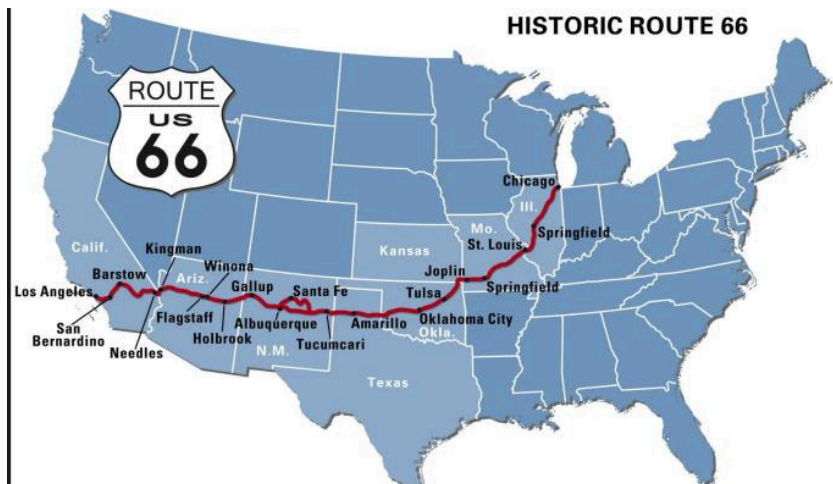 HISTORIC ROUTE 66
ROUTE
US
66
Chicago
Ill.
Mo.
Springfield
St. Louis
Calif.
Kingman
Kansas
Barstow
Winona
Joplin
Ariz.
Gallup
Santa Fe
Tulsa
Springfield
Los Angeles
San
Bernardino
Flagstaff
Albuquerque
Amarillo
Oklahoma City
Okla.
Needles
Holbrook
N.M.
Tucumcari
Texas